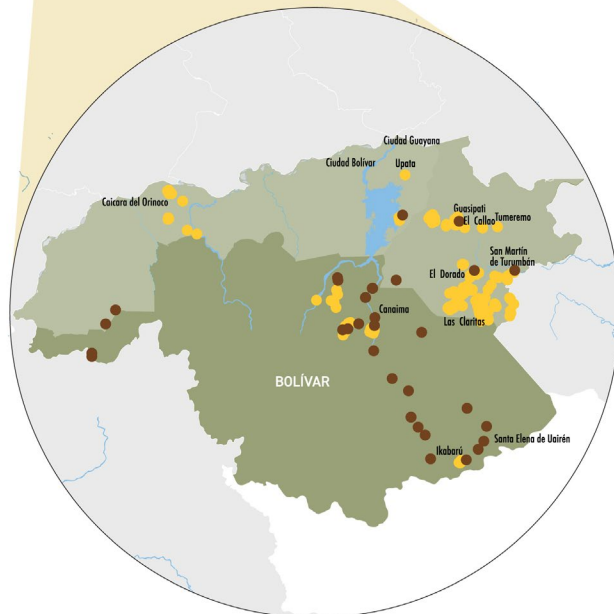 Ciudad Guayana
Ciudad Bolívar
Upata
Caicara del Orinoco
Guasipati
El Callao
Tumeremo
San Martín
de Turumbán
El Dorado
Las Claritas
Canaima
BOLÍVAR
Ikabarú
Santa Elena de Uairén